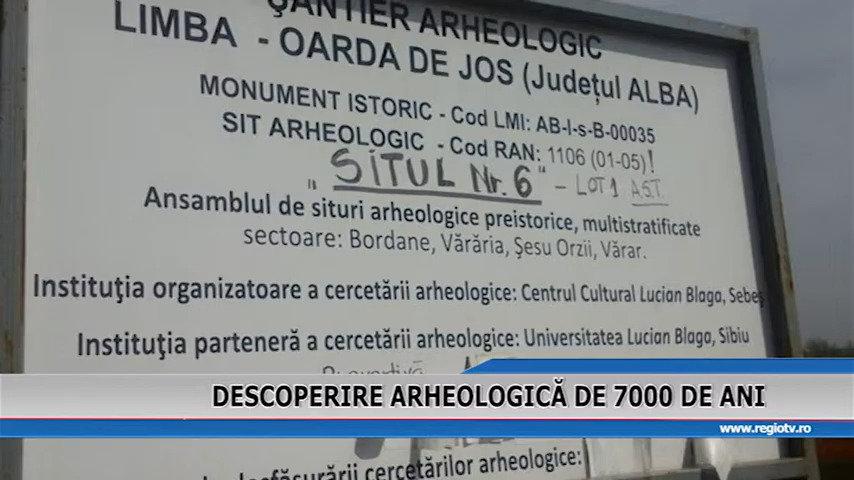 ŞANTIER ARHEOLOGIC
LIMBA - OARDA DE JOS (Județul ALBA)
MONUMENT ISTORIC - Cod LMI: AB-I-s-B-00035
SIT ARHEOLOGIC - Cod RAN: 1106 (01-05)!
"SITUL Nr. 6" - LOT 1 AST
Ansamblul de situri arheologice preistorice, multistratificate
sectoare: Bordane, Vărăria, Şesu Orzii, Vărar.
Instituţia organizatoare a cercetării arheologice: Centrul Cultural Lucian Blaga, Sebeş
Instituţia parteneră a cercetării arheologice: Universitatea Lucian Blaga, Sibiu
DESCOPERIRE ARHEOLOGICĂ DE 7000 DE ANI
www.regiotv.ro
cercetărilor arheologice: